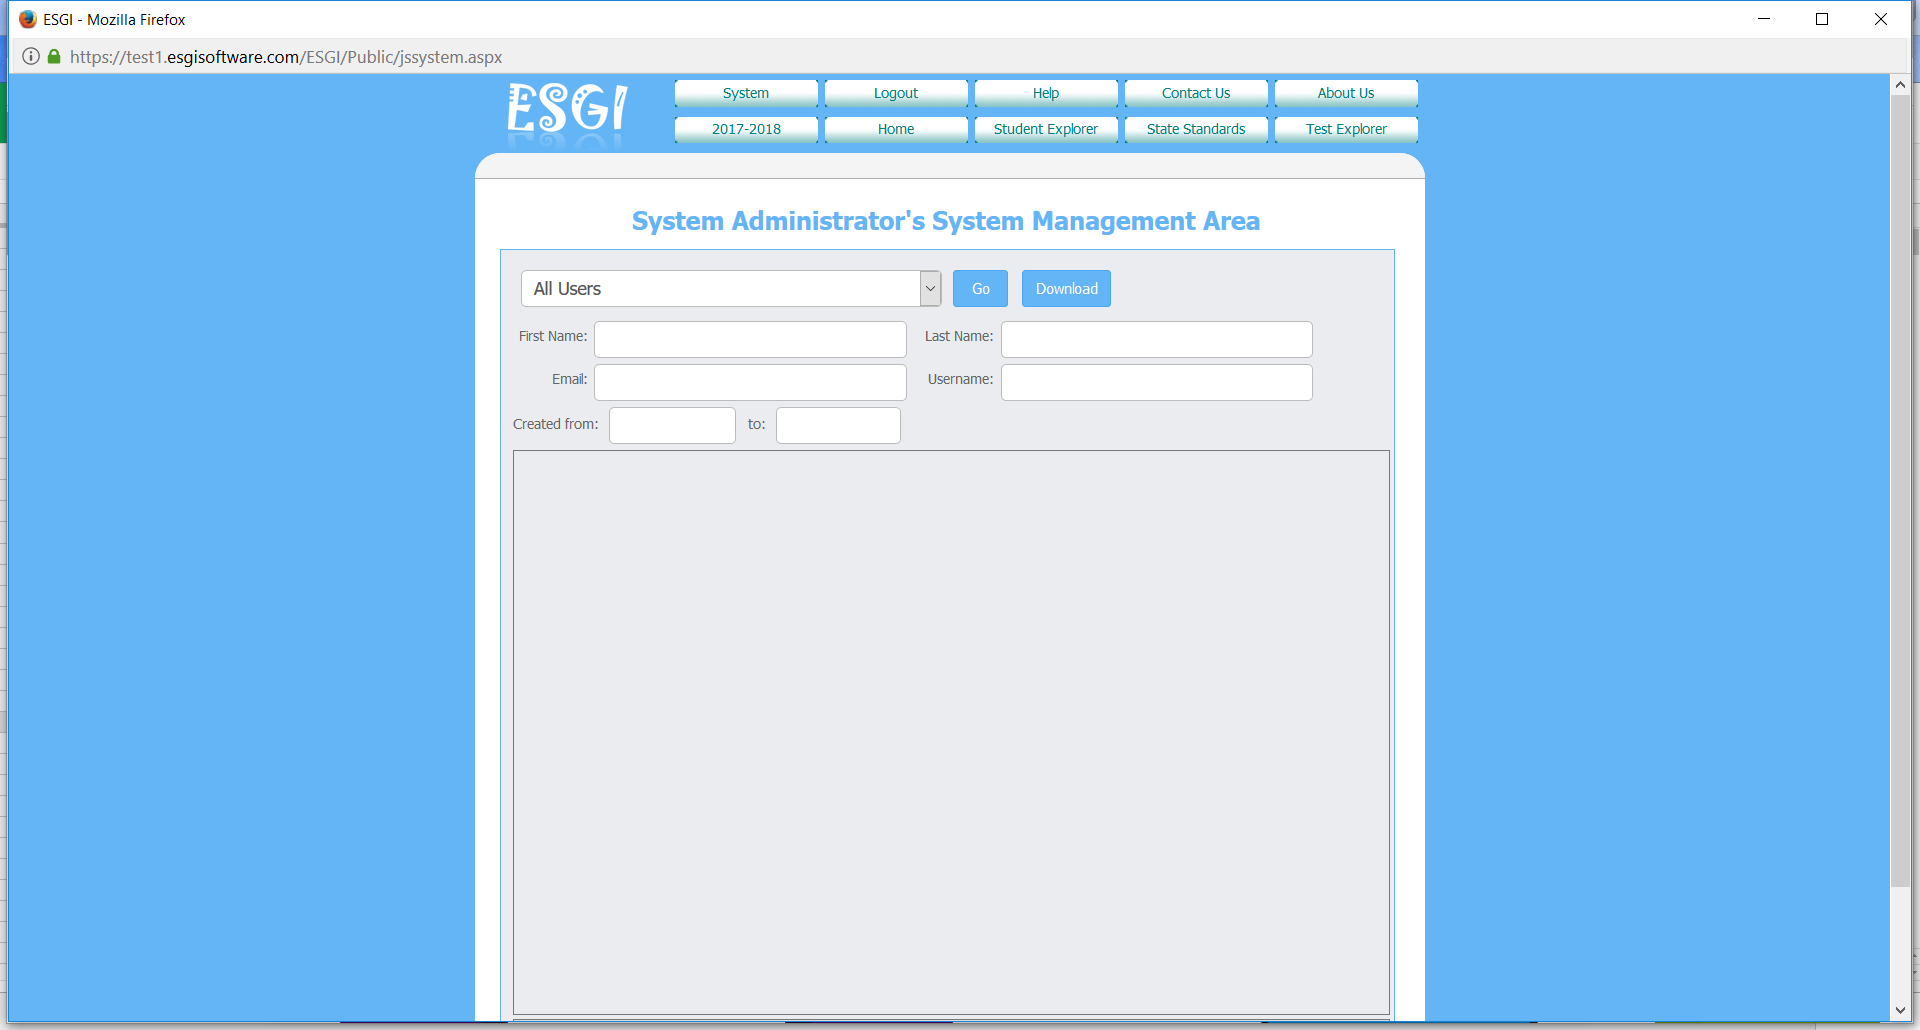 ESGI - Mozilla Firefox
https://test1.esgisoftware.com/ESGI/Public/jssystem.aspx
ESGI
System Logout Help Contact Us About Us
2017-2018 Home Student Explorer State Standards Test Explorer
System Administrator's System Management Area
All Users Go Download
First Name: Last Name:
Email: Username:
Created from: to: